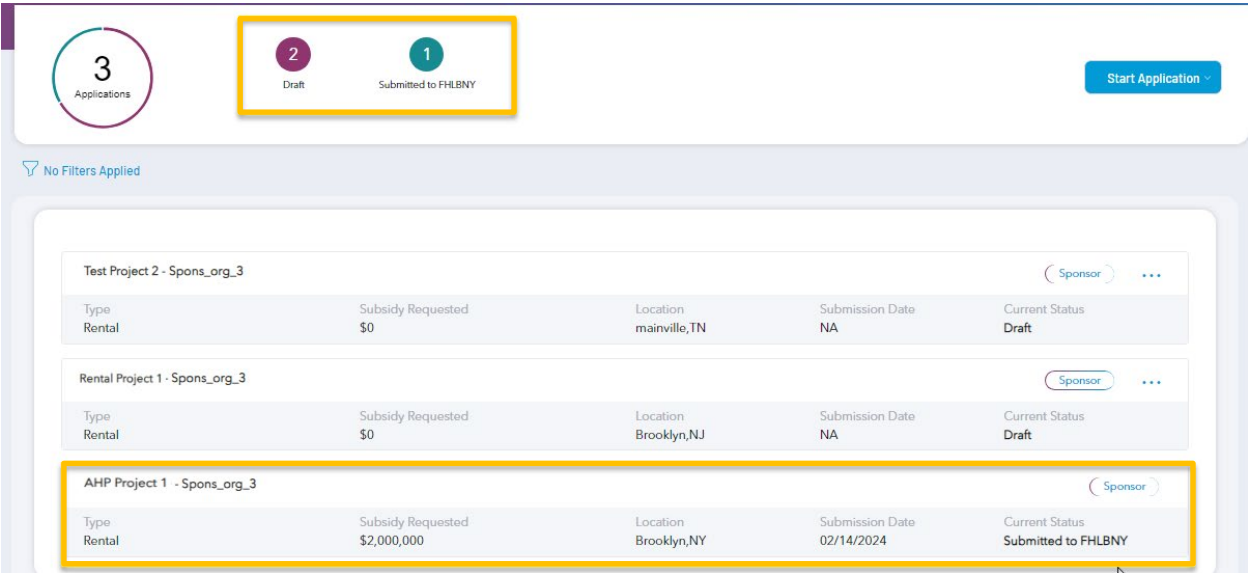 3
Applications
2
Draft
1
Submitted to FHLBNY
Start Application
No Filters Applied
Test Project 2 - Spons_org_3
Sponsor
...
Type Subsidy Requested Location Submission Date Current Status
Rental $0 mainville,TN NA Draft
Rental Project 1 - Spons_org_3
Sponsor
...
Type Subsidy Requested Location Submission Date Current Status
Rental $0 Brooklyn,NJ NA Draft
AHP Project 1 - Spons_org_3
Sponsor
Type Subsidy Requested Location Submission Date Current Status
Rental $2,000,000 Brooklyn,NY 02/14/2024 Submitted to FHLBNY